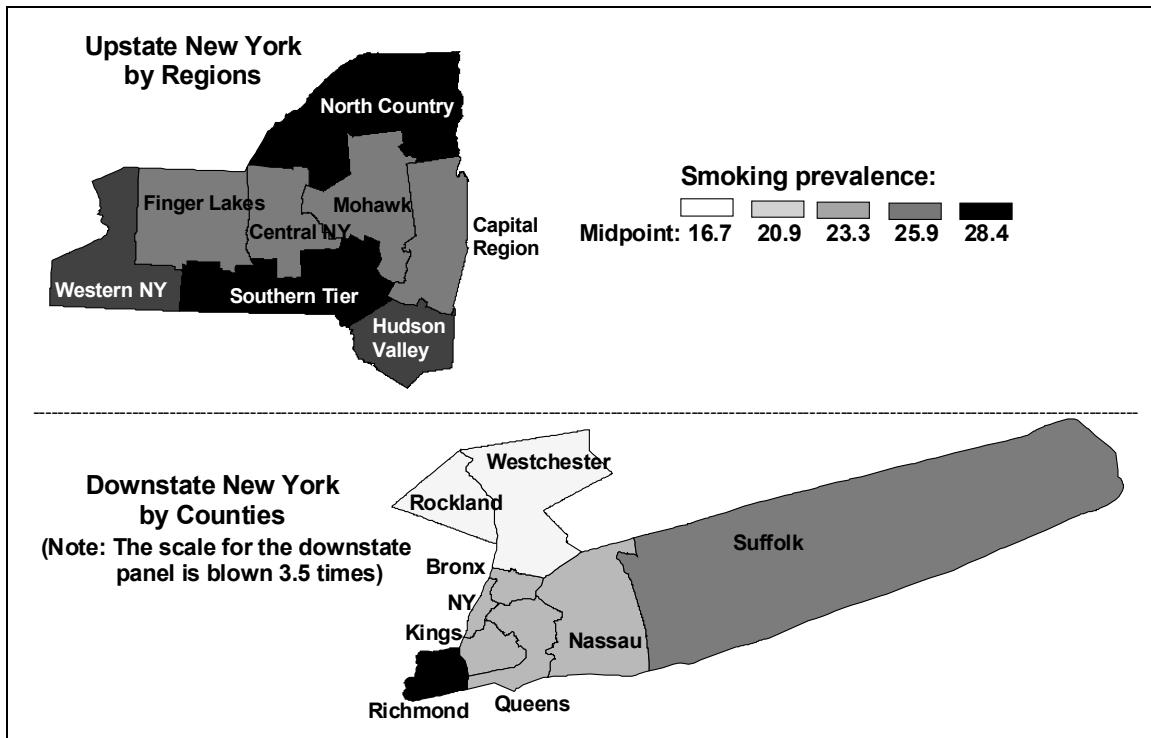 Upstate New York
by Regions
North Country
Finger Lakes
Mohawk
Central NY
Capital
Region
Western NY
Southern Tier
Hudson
Valley
Smoking prevalence:
Midpoint: 16.7 20.9 23.3 25.9 28.4
Downstate New York
by Counties
(Note: The scale for the downstate
panel is blown 3.5 times)
Westchester
Rockland
Suffolk
Bronx
NY
Kings
Nassau
Richmond
Queens